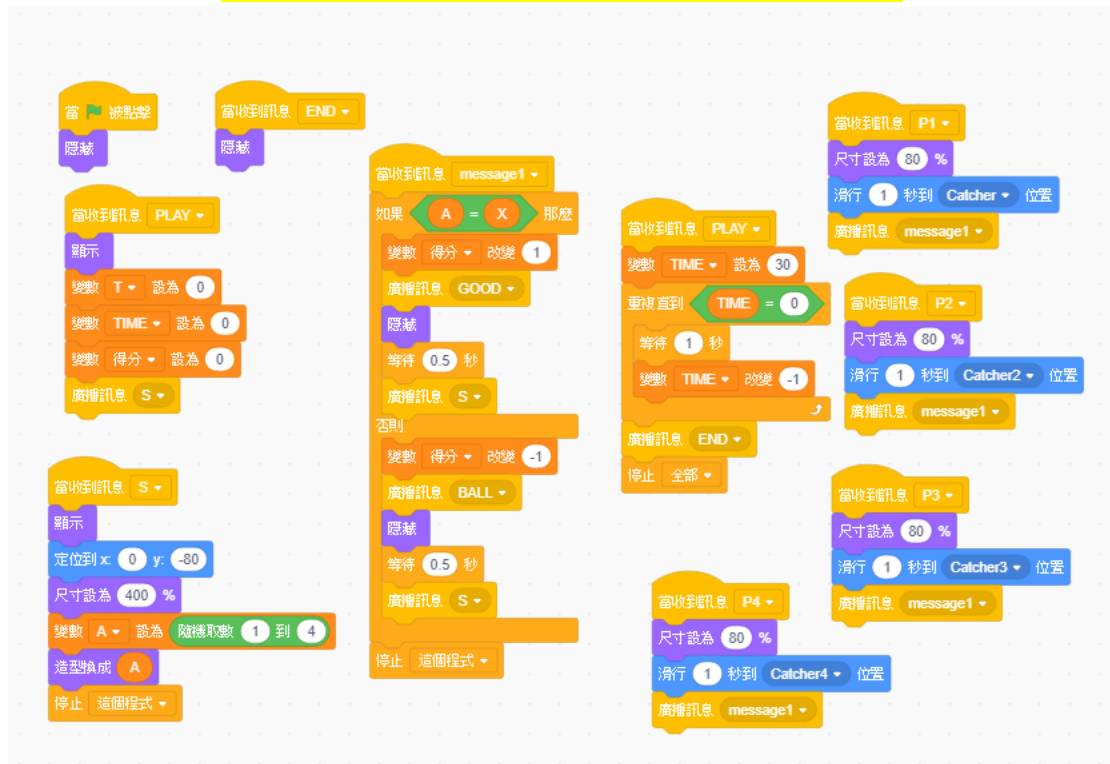 當 被點擊
隱藏
當收到訊息 END
隱藏
當收到訊息 PLAY
顯示
變數 T 設為 0
變數 TIME 設為 0
變數 得分 設為 0
廣播訊息 S
當收到訊息 S
顯示
定位到 x: 0 y: -80
尺寸設為 400 %
變數 A 設為 隨機取數 1 到 4
造型換成 A
停止 這個程式
當收到訊息 message1
如果 A = X 那麼
變數 得分 改變 1
廣播訊息 GOOD
隱藏
等待 0.5 秒
廣播訊息 S
否則
變數 得分 改變 -1
廣播訊息 BALL
隱藏
等待 0.5 秒
廣播訊息 S
停止 這個程式
當收到訊息 PLAY
變數 TIME 設為 30
重複直到 TIME = 0
等待 1 秒
變數 TIME 改變 -1
廣播訊息 END
停止 全部
當收到訊息 P1
尺寸設為 80 %
滑行 1 秒到 Catcher 位置
廣播訊息 message1
當收到訊息 P2
尺寸設為 80 %
滑行 1 秒到 Catcher2 位置
廣播訊息 message1
當收到訊息 P3
尺寸設為 80 %
滑行 1 秒到 Catcher3 位置
廣播訊息 message1
當收到訊息 P4
尺寸設為 80 %
滑行 1 秒到 Catcher4 位置
廣播訊息 message1